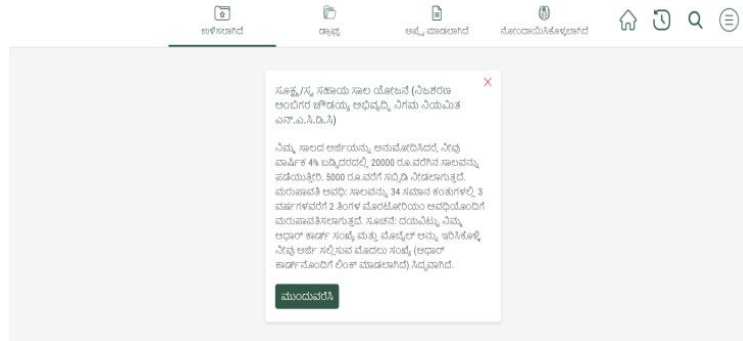 ಉಳಿಸಲಾಗಿದೆ
ಡ್ರಾಫ್ಟ್
ಅಪ್ಲೈ ಮಾಡಲಾಗಿದೆ
ನೋಂದಾಯಿಸಿಕೊಳ್ಳಲಾಗಿದೆ
ಸೂಕ್ಷ್ಮ/ಸ್ವ ಸಹಾಯ ಸಾಲ ಯೋಜನೆ (ನಿಜಶರಣ
ಅಂಬಿಗರ ಚೌಡಯ್ಯ ಅಭಿವೃದ್ಧಿ ನಿಗಮ ನಿಯಮಿತ
ಎನ್.ಎ.ಸಿ.ಡಿ.ಸಿ)
X
ನಿಮ್ಮ ಸಾಲದ ಅರ್ಜಿಯನ್ನು ಅನುಮೋದಿಸಿದರೆ, ನೀವು
ವಾರ್ಷಿಕ 4% ಬಡ್ಡಿದರದಲ್ಲಿ 20000 ರೂ.ವರೆಗಿನ ಸಾಲವನ್ನು
ಪಡೆಯುತ್ತೀರಿ, 5000 ರೂ.ವರೆಗೆ ಸಬ್ಸಿಡಿ ನೀಡಲಾಗುತ್ತದೆ.
ಮರುಪಾವತಿ ಅವಧಿ: ಸಾಲವನ್ನು 34 ಸಮಾನ ಕಂತುಗಳಲ್ಲಿ 3
ವರ್ಷಗಳವರೆಗೆ 2 ತಿಂಗಳ ಮೊರಟೋರಿಯಂ ಅವಧಿಯೊಂದಿಗೆ
ಮರುಪಾವತಿಸಲಾಗುತ್ತದೆ. ಸೂಚನೆ: ದಯವಿಟ್ಟು ನಿಮ್ಮ
ಆಧಾರ್ ಕಾರ್ಡ್ ಸಂಖ್ಯೆ ಮತ್ತು ಮೊಬೈಲ್ ಅನ್ನು ಇರಿಸಿಕೊಳ್ಳಿ
ನೀವು ಅರ್ಜಿ ಸಲ್ಲಿಸುವ ಮೊದಲು ಸಂಖ್ಯೆ (ಆಧಾರ್
ಕಾರ್ಡ್‌ನೊಂದಿಗೆ ಲಿಂಕ್ ಮಾಡಲಾಗಿದೆ) ಸಿದ್ಧವಾಗಿದೆ.
ಮುಂದುವರೆಸಿ